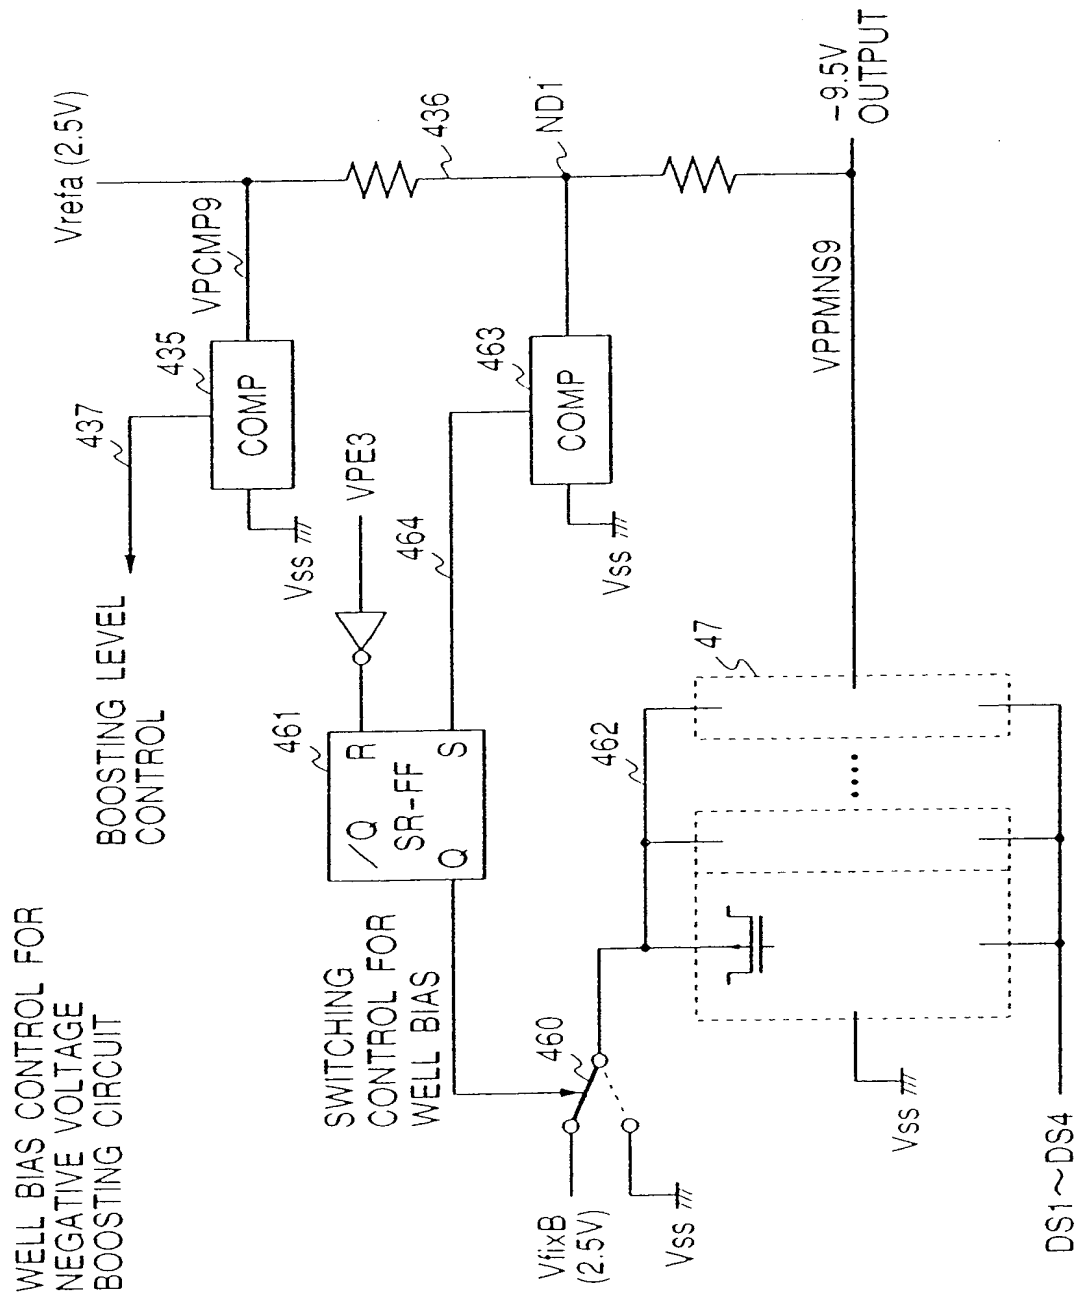 WELL BIAS CONTROL FOR
NEGATIVE VOLTAGE
BOOSTING CIRCUIT
BOOSTING LEVEL
CONTROL
437
435
COMP
Vss
VPCMP9
Vrefa (2.5V)
461
/Q
R
SR-FF
Q
S
VPE3
464
463
COMP
Vss
436
ND1
SWITCHING
CONTROL FOR
WELL BIAS
460
VfixB
(2.5V)
Vss
462
47
VPPMNS9
-9.5V
OUTPUT
Vss
DS1~DS4